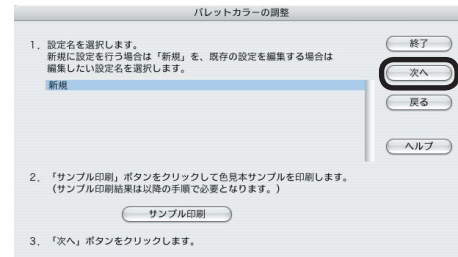 パレットカラーの調整
1. 設定名を選択します。
新規に設定を行う場合は「新規」を、既存の設定を編集する場合は
編集したい設定名を選択します。
新規
終了
次へ
戻る
ヘルプ
2. 「サンプル印刷」ボタンをクリックして色見本サンプルを印刷します。
(サンプル印刷結果は以降の手順で必要となります。)
サンプル印刷
3. 「次へ」ボタンをクリックします。